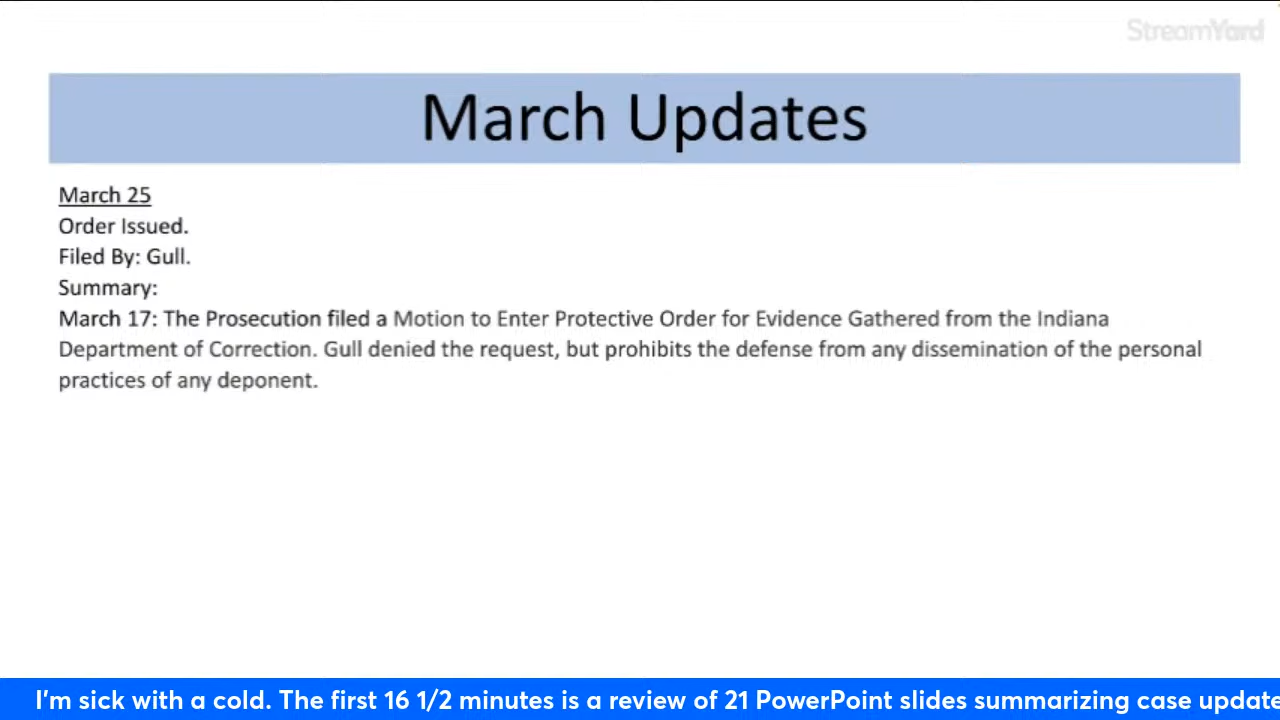 StreamYard
March Updates
March 25
Order Issued.
Filed By: Gull.
Summary:
March 17: The Prosecution filed a Motion to Enter Protective Order for Evidence Gathered from the Indiana
Department of Correction. Gull denied the request, but prohibits the defense from any dissemination of the personal
practices of any deponent.
I'm sick with a cold. The first 16 1/2 minutes is a review of 21 PowerPoint slides summarizing case update